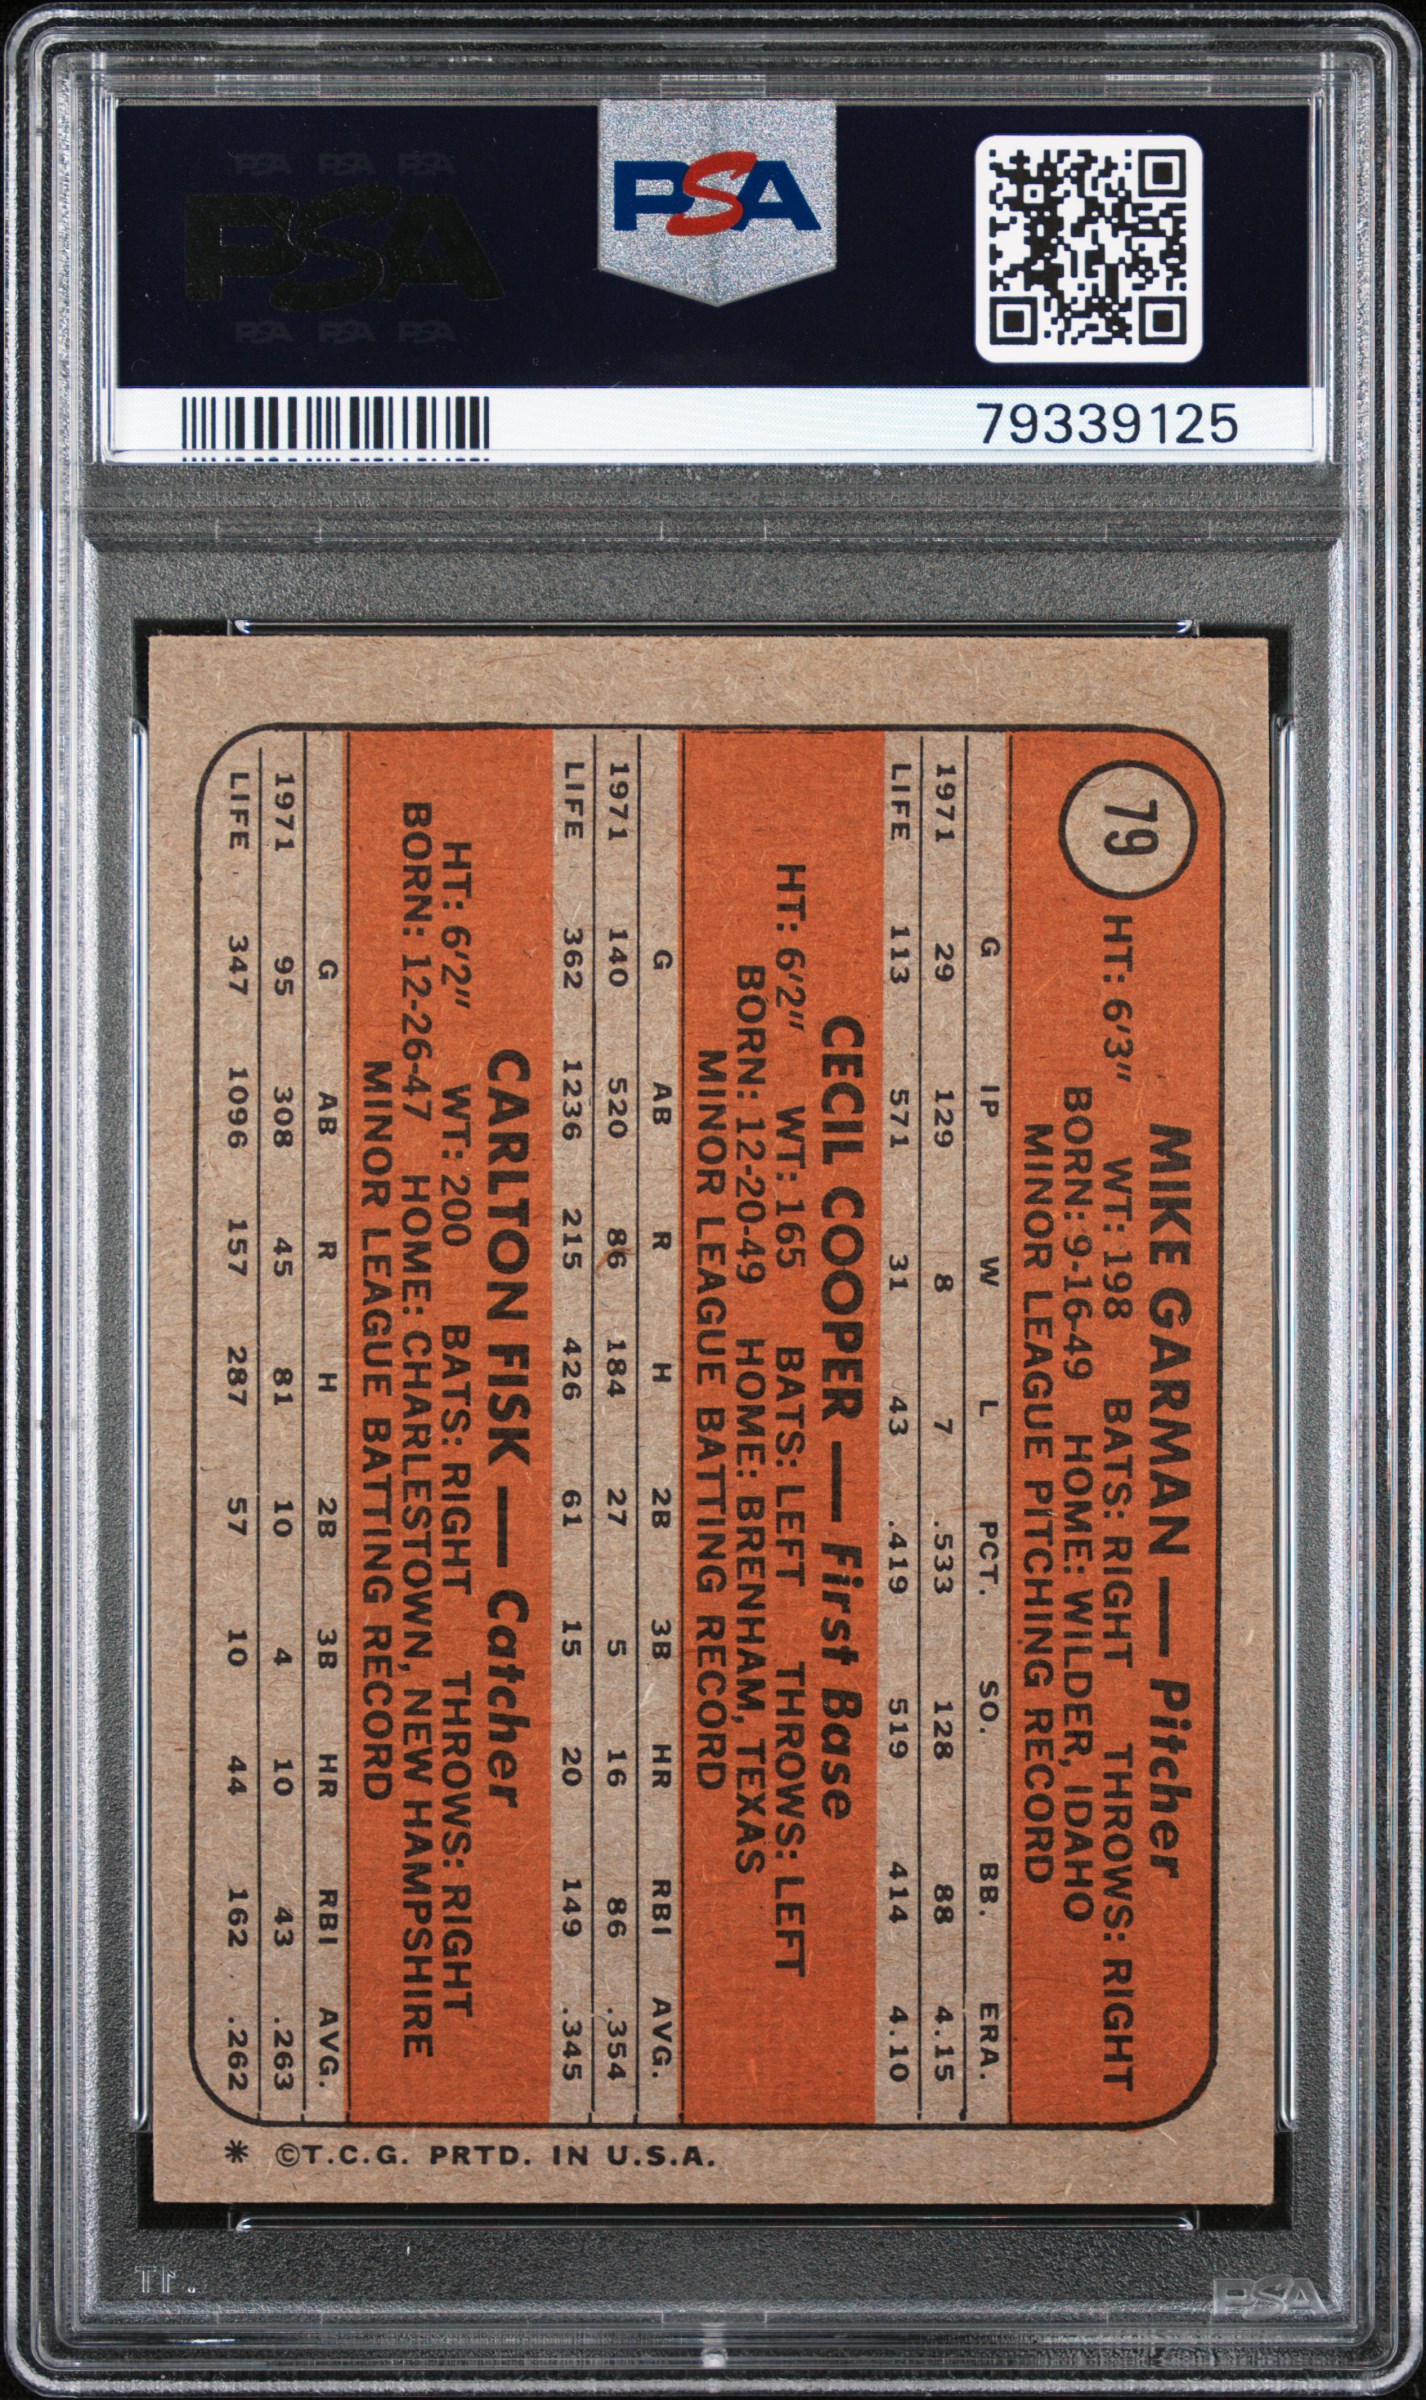 PSA PSA PSA
PSA
PSA PSA PSA
PSA
79339125
79
MIKE GARMAN — Pitcher
HT: 6'3" WT: 198 BATS: RIGHT THROWS: RIGHT
BORN: 9-16-49 HOME: WILDER, IDAHO
MINOR LEAGUE PITCHING RECORD
G IP W L PCT. SO. BB. ERA.
1971 29 129 8 7 .533 128 88 4.15
LIFE 113 571 31 43 .419 519 414 4.10
CECIL COOPER — First Base
HT: 6'2" WT: 165 BATS: LEFT THROWS: LEFT
BORN: 12-20-49 HOME: BRENHAM, TEXAS
MINOR LEAGUE BATTING RECORD
G AB R H 2B 3B HR RBI AVG.
1971 140 520 86 184 27 5 16 86 .354
LIFE 362 1236 215 426 61 15 20 149 .345
CARLTON FISK — Catcher
HT: 6'2" WT: 200 BATS: RIGHT THROWS: RIGHT
BORN: 12-26-47 HOME: CHARLESTOWN, NEW HAMPSHIRE
MINOR LEAGUE BATTING RECORD
G AB R H 2B 3B HR RBI AVG.
1971 95 308 45 81 10 4 10 43 .263
LIFE 347 1096 157 287 57 10 44 162 .262
* ©T.C.G. PRTD. IN U.S.A.
PSA